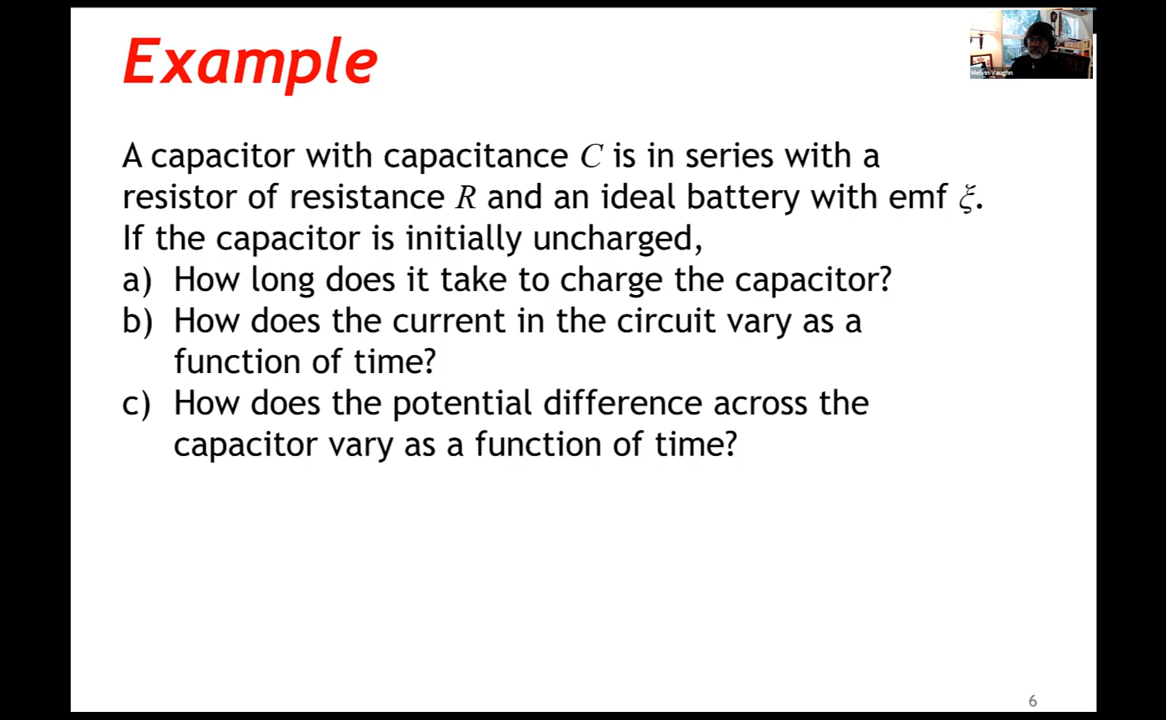 Example
Melvin Vaughn
A capacitor with capacitance C is in series with a
resistor of resistance R and an ideal battery with emf ξ.
If the capacitor is initially uncharged,
a) How long does it take to charge the capacitor?
b) How does the current in the circuit vary as a
function of time?
c) How does the potential difference across the
capacitor vary as a function of time?
6